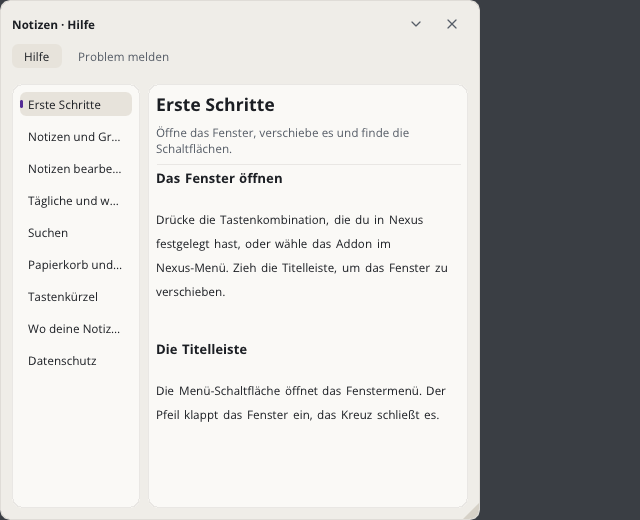 Notizen · Hilfe
Hilfe
Problem melden
Erste Schritte
Notizen und Gr...
Notizen bearbe...
Tägliche und w...
Suchen
Papierkorb und...
Tastenkürzel
Wo deine Notiz...
Datenschutz
Erste Schritte
Öffne das Fenster, verschiebe es und finde die
Schaltflächen.
Das Fenster öffnen
Drücke die Tastenkombination, die du in Nexus
festgelegt hast, oder wähle das Addon im
Nexus-Menü. Zieh die Titelleiste, um das Fenster zu
verschieben.
Die Titelleiste
Die Menü-Schaltfläche öffnet das Fenstermenü. Der
Pfeil klappt das Fenster ein, das Kreuz schließt es.